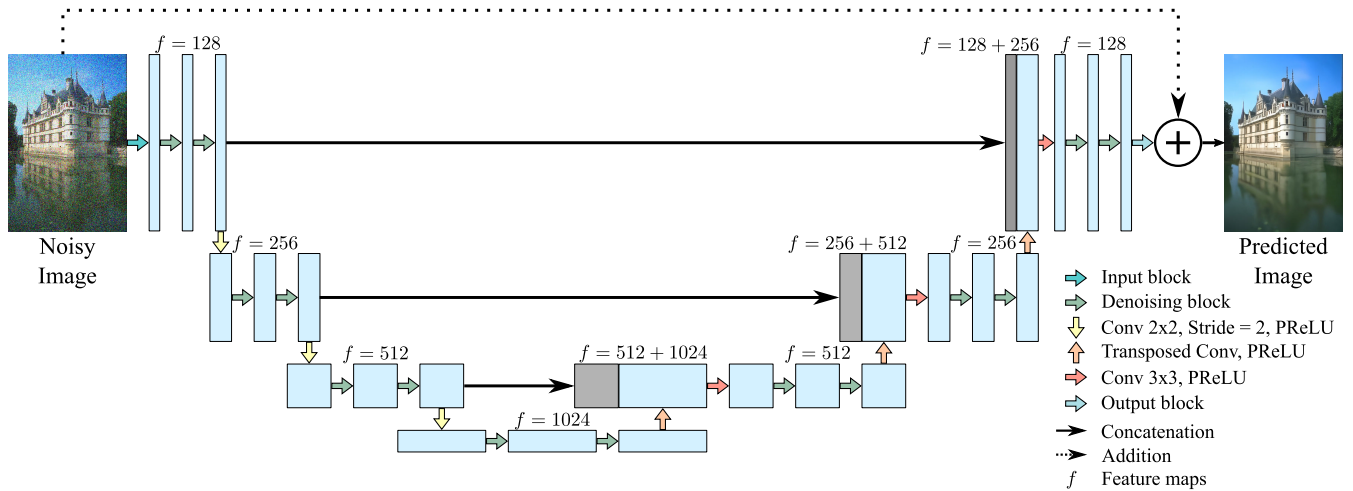 f = 128
f = 128 + 256
f = 128
Noisy
Image
f = 256
f = 256 + 512
f = 256
Predicted
Image
f = 512
f = 512 + 1024
f = 512
f = 1024
Input block
Denoising block
Conv 2x2, Stride = 2, PReLU
Transposed Conv, PReLU
Conv 3x3, PReLU
Output block
Concatenation
Addition
f Feature maps